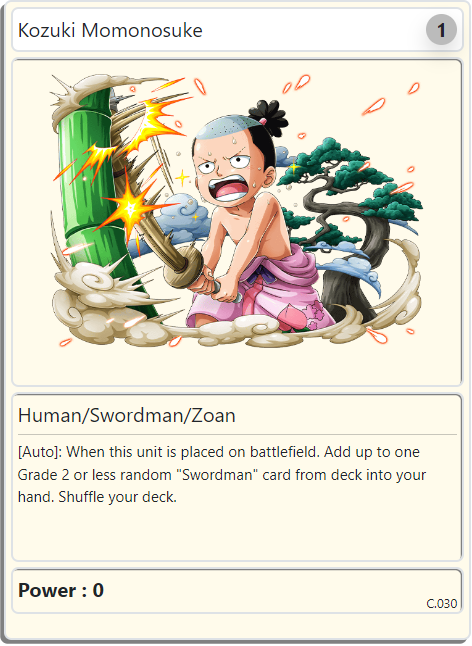 Kozuki Momonosuke
1
Human/Swordman/Zoan
[Auto]: When this unit is placed on battlefield. Add up to one
Grade 2 or less random "Swordman" card from deck into your
hand. Shuffle your deck.
Power : 0
C.030